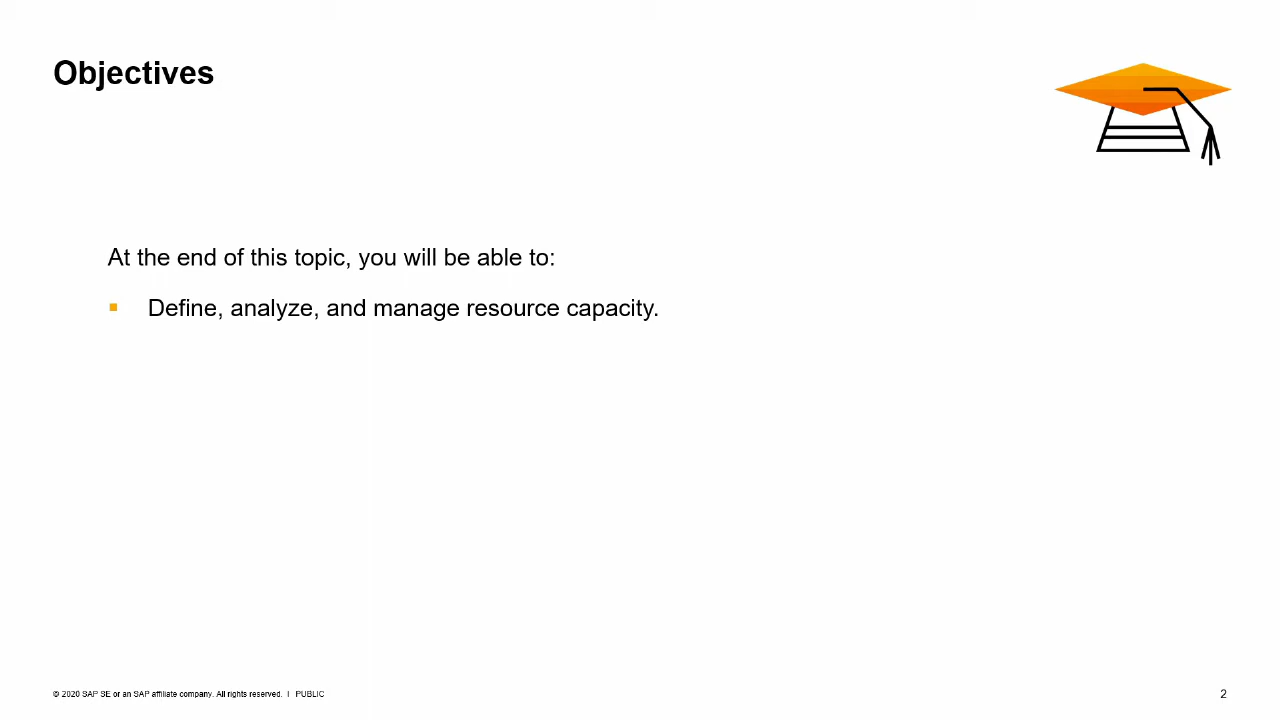 Objectives
At the end of this topic, you will be able to:
▪ Define, analyze, and manage resource capacity.
© 2020 SAP SE or an SAP affiliate company. All rights reserved. I PUBLIC
2